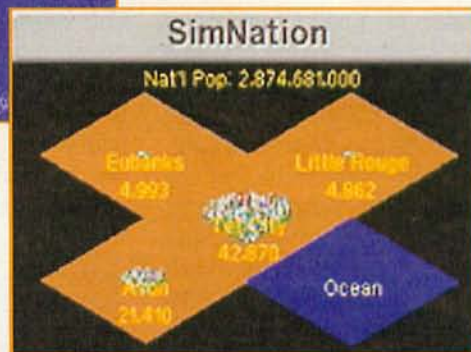 SimNation
Nat'l Pop: 2.874.681.000
Eubanks
4.993
Little Rouge
4.862
42.870
Avon
21.410
Ocean